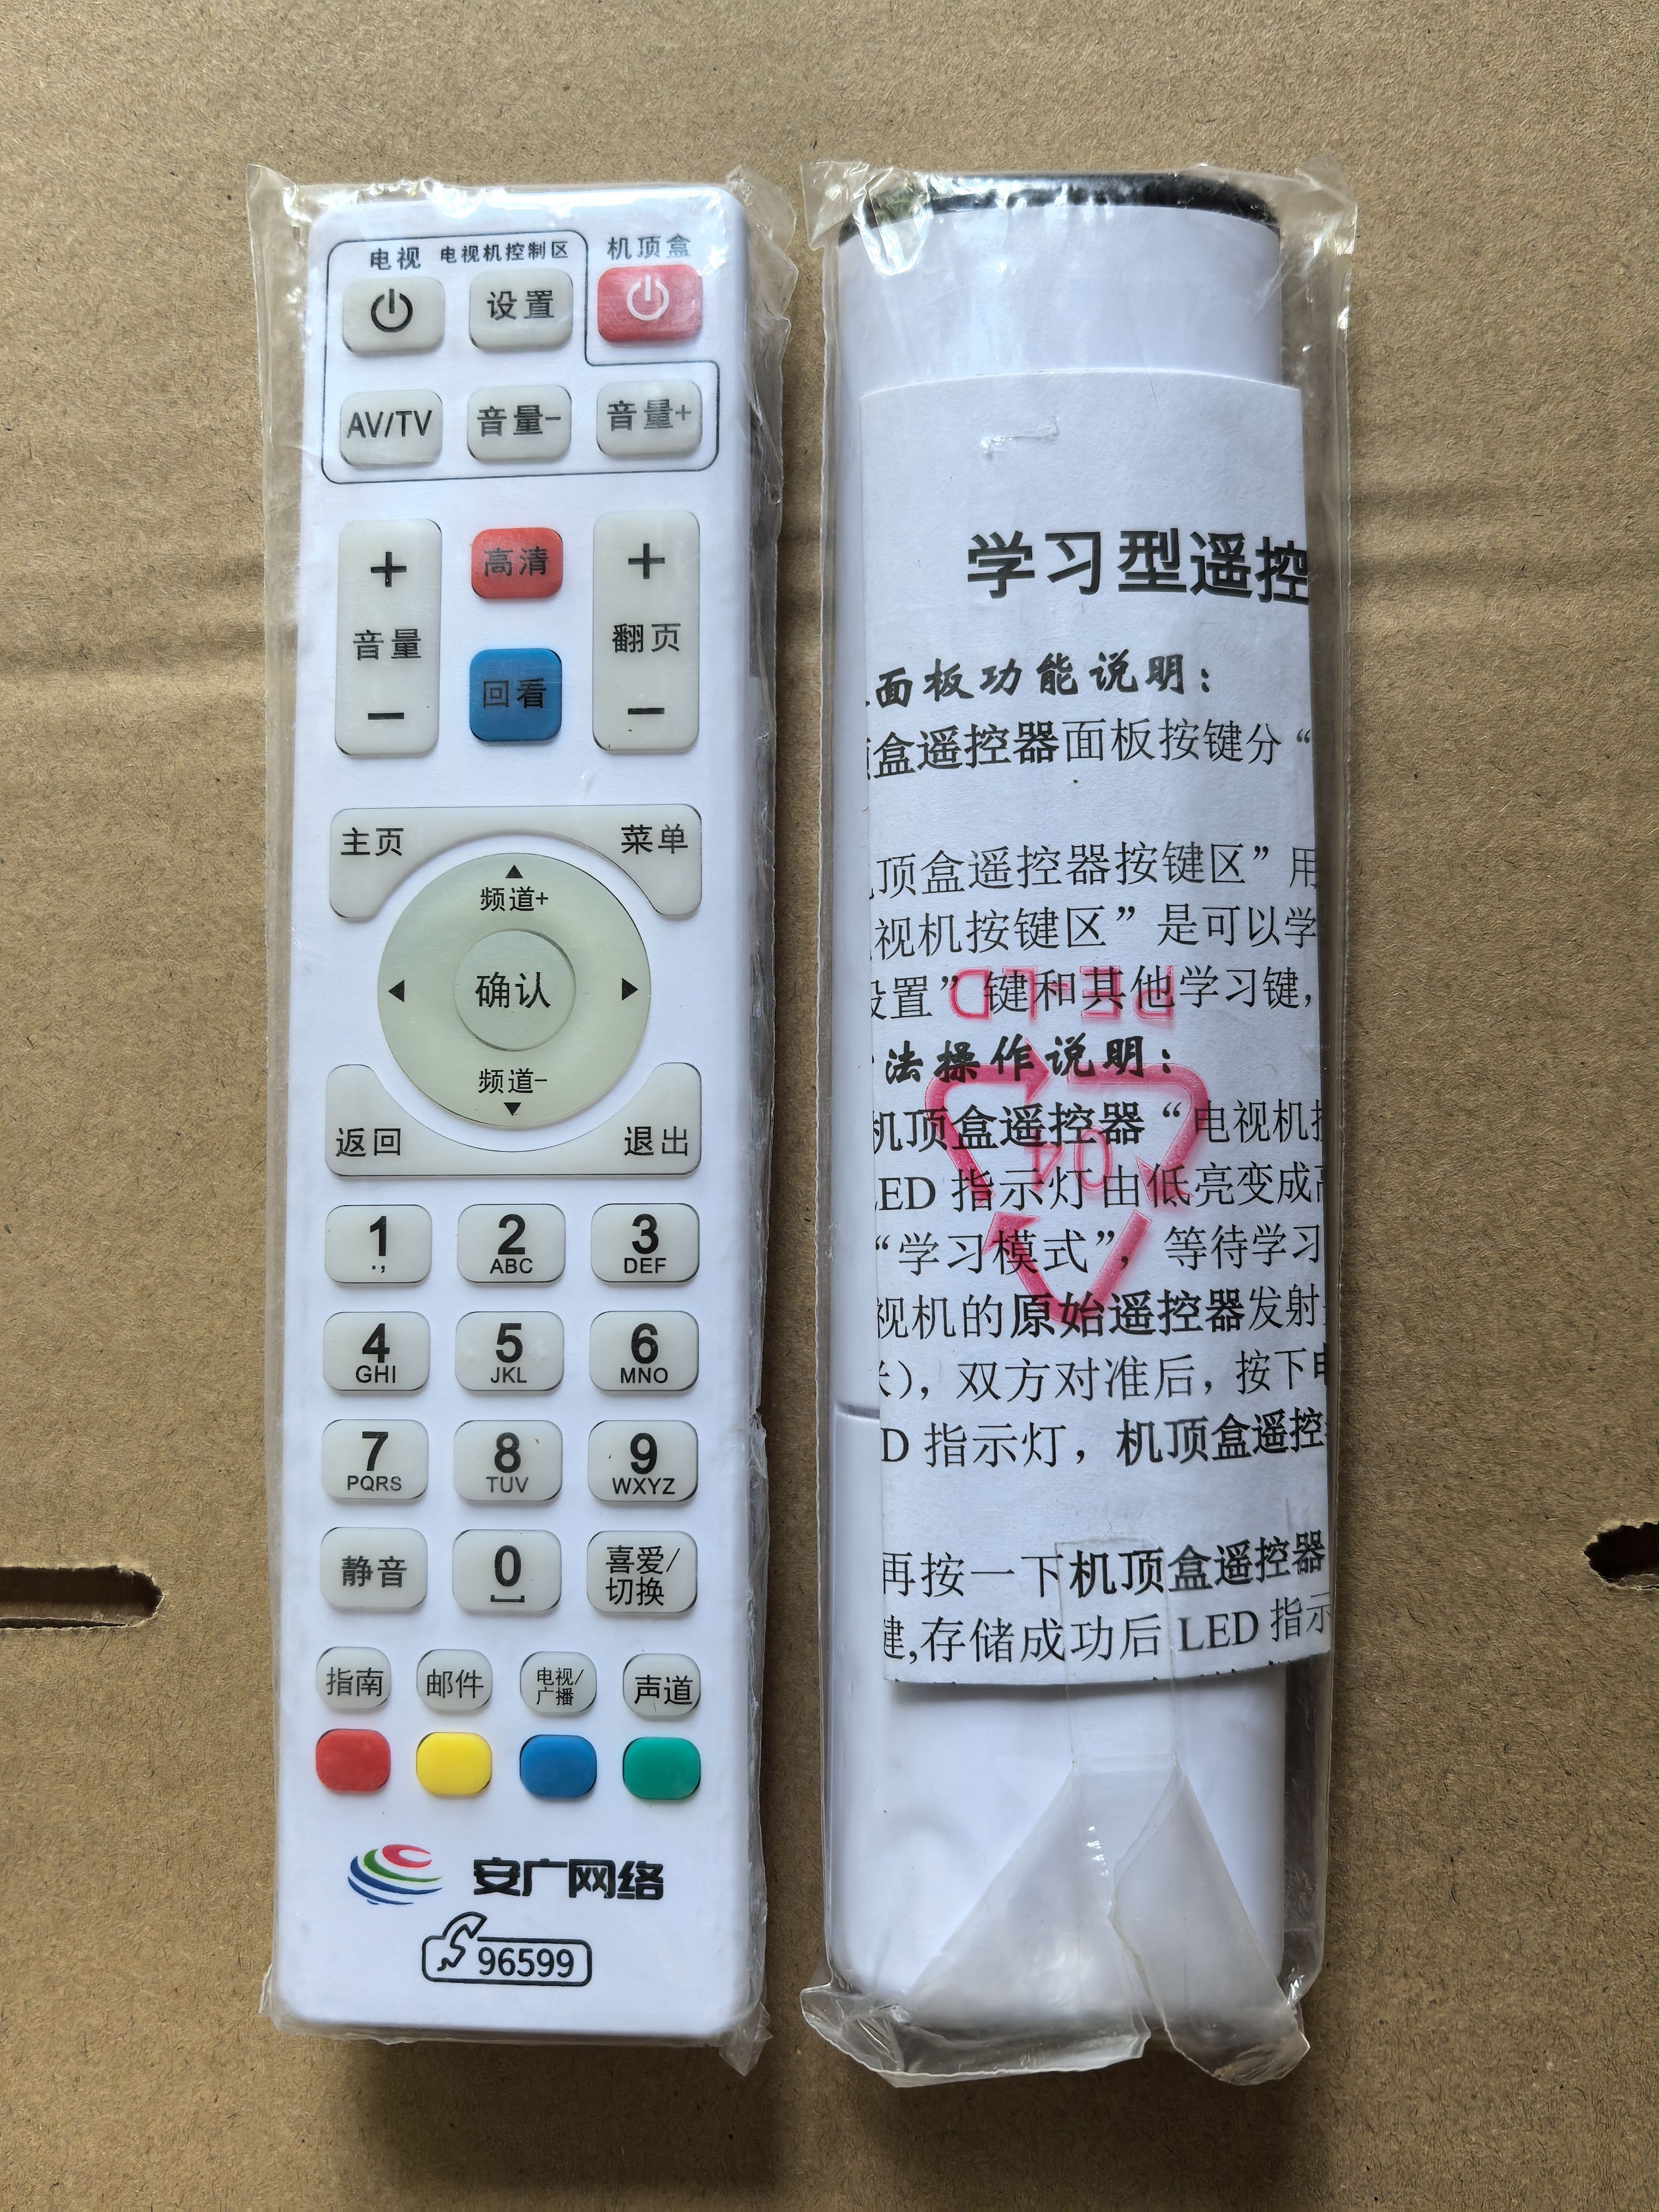 电视 电视机控制区 机顶盒
设置
AV/TV 音量- 音量+
+ 高清 +
音量 翻页
- 回看 -
主页 菜单
频道+
确认
频道-
返回 退出
1 2 3
., ABC DEF
4 5 6
GHI JKL MNO
7 8 9
PQRS TUV WXYZ
静音 0 喜爱/
切换
指南 邮件 电视/ 声道
广播
安广网络
96599
学习型遥控
面板功能说明：
盒遥控器面板按键分“
顶盒遥控器按键区”用
视机按键区”是可以学
设置”键和其他学习键，
PE-LD
法操作说明：
机顶盒遥控器“电视机
04
ED 指示灯由低亮变成
“学习模式”，等待学习
视机的原始遥控器发射
），双方对准后，按下
D 指示灯，机顶盒遥控
再按一下机顶盒遥控器
键,存储成功后 LED 指示